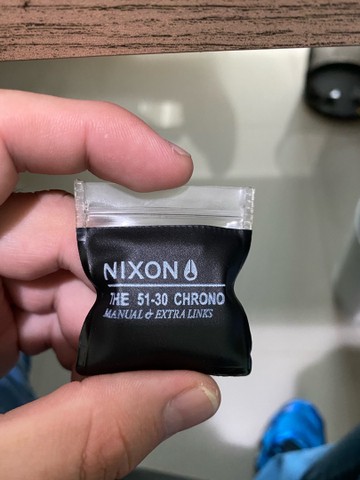 NIXON
THE 51-30 CHRONO
MANUAL & EXTRA LINKS